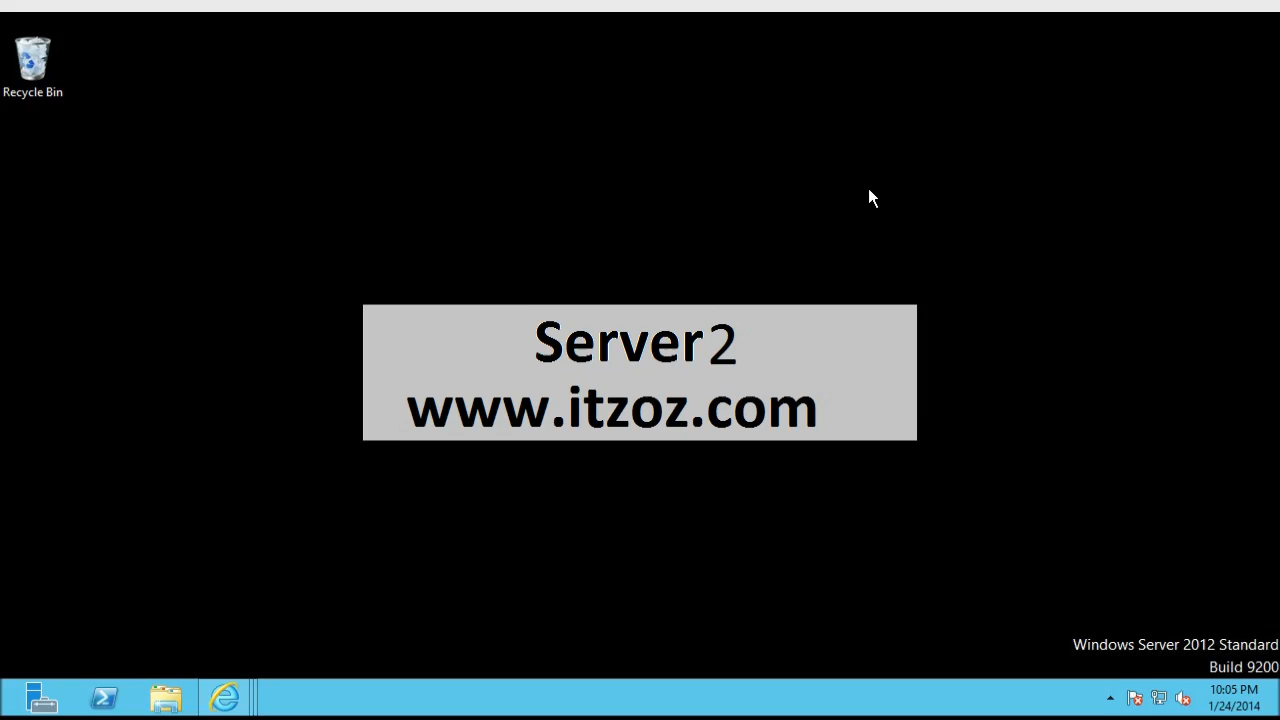 Recycle Bin
Server2
www.itzoz.com
Windows Server 2012 Standard
Build 9200
10:05 PM
1/24/2014